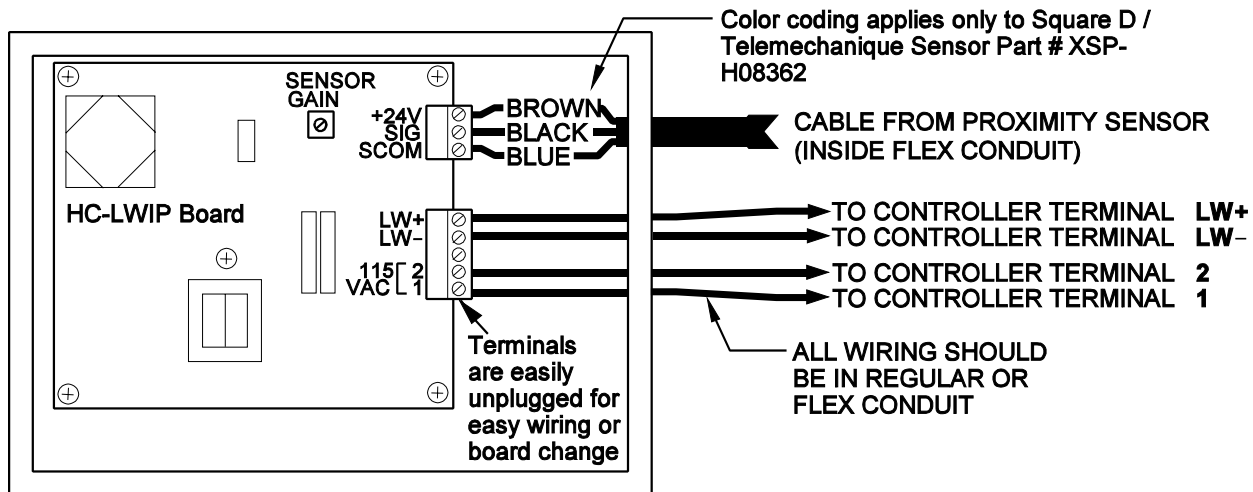 Color coding applies only to Square D /
Telemechanique Sensor Part # XSP-
H08362
SENSOR
GAIN
+24V
SIG
SCOM
BROWN
BLACK
BLUE
CABLE FROM PROXIMITY SENSOR
(INSIDE FLEX CONDUIT)
HC-LWIP Board
LW+
LW–
115 2
VAC 1
TO CONTROLLER TERMINAL LW+
TO CONTROLLER TERMINAL LW–
TO CONTROLLER TERMINAL 2
TO CONTROLLER TERMINAL 1
Terminals
are easily
unplugged for
easy wiring or
board change
ALL WIRING SHOULD
BE IN REGULAR OR
FLEX CONDUIT